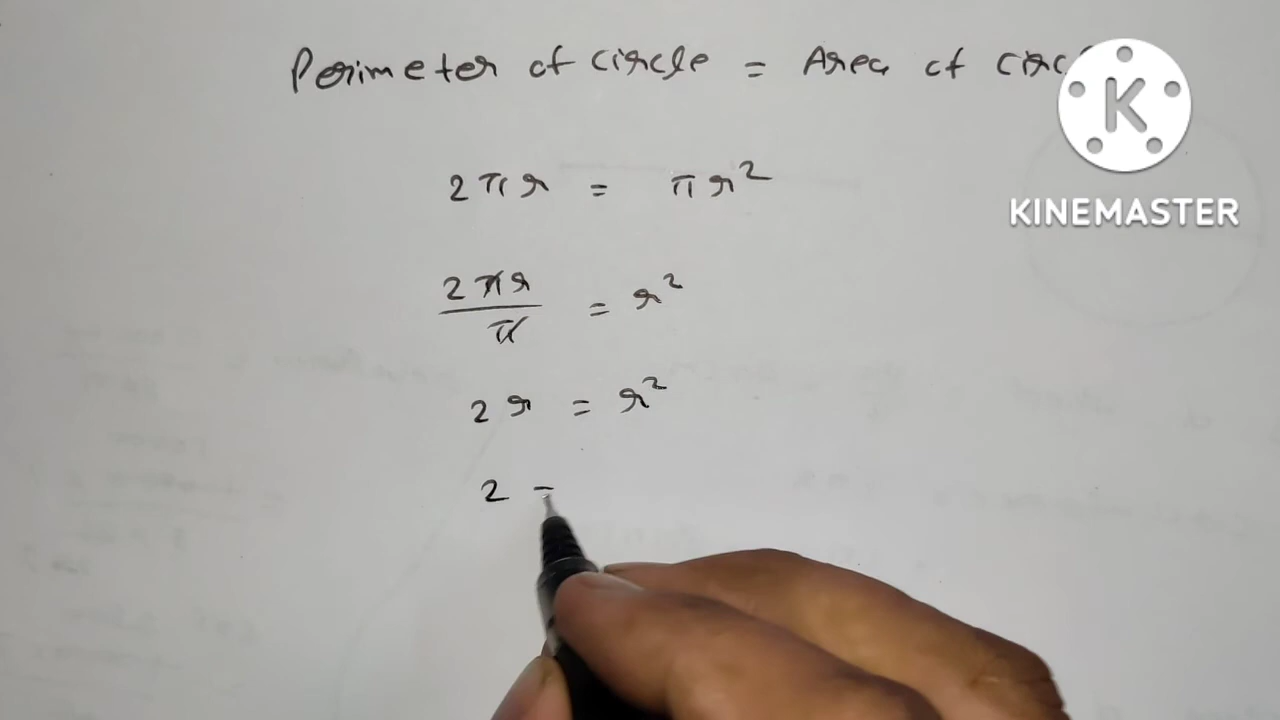 Perimeter of circle = Area of circ
2πr = πr²
2πr
π
= r²
2r = r²
2 =
K
KINEMASTER